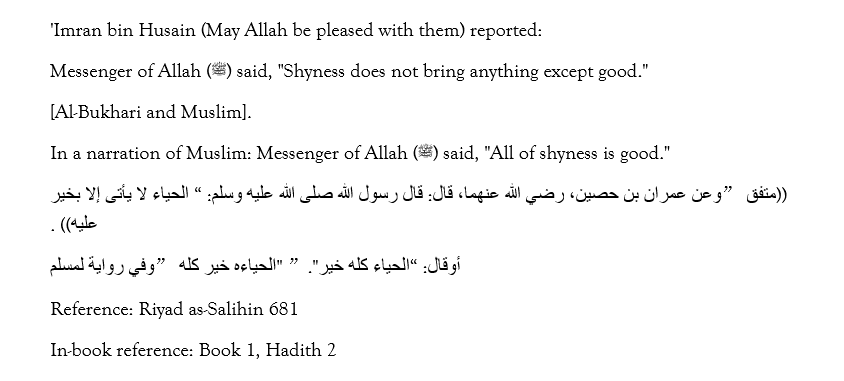 'Imran bin Husain (May Allah be pleased with them) reported:
Messenger of Allah (ﷺ) said, "Shyness does not bring anything except good."
[Al-Bukhari and Muslim].
In a narration of Muslim: Messenger of Allah (ﷺ) said, "All of shyness is good."
وعن عمران بن حصين، رضي الله عنهما، قال: قال رسول الله صلى الله عليه وسلم: “ الحياء لا يأتى إلا بخير” ((متفق
عليه)) .
وفي رواية لمسلم ” الحياءه خير كله" ” ." أوقال: “الحياء كله خير
Reference: Riyad as-Salihin 681
In-book reference: Book 1, Hadith 2